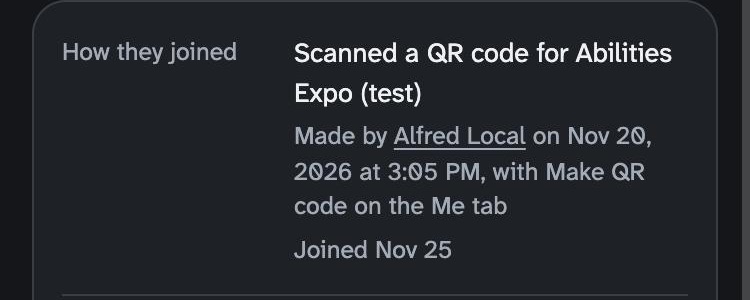 How they joined
Scanned a QR code for Abilities
Expo (test)
Made by Alfred Local on Nov 20,
2026 at 3:05 PM, with Make QR
code on the Me tab
Joined Nov 25